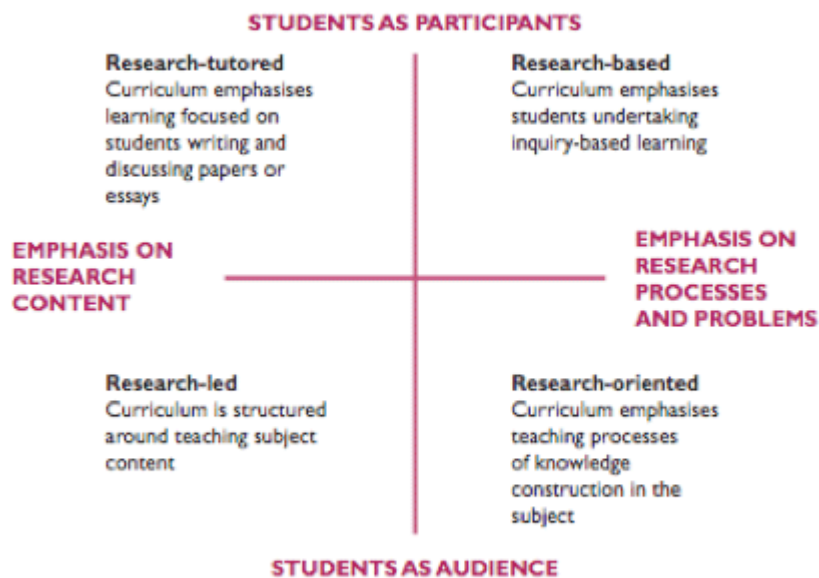 STUDENTS AS PARTICIPANTS
Research-tutored
Curriculum emphasises
learning focused on
students writing and
discussing papers or
essays
Research-based
Curriculum emphasises
students undertaking
inquiry-based learning
EMPHASIS ON
RESEARCH
CONTENT
EMPHASIS ON
RESEARCH
PROCESSES
AND PROBLEMS
Research-led
Curriculum is structured
around teaching subject
content
Research-oriented
Curriculum emphasises
teaching processes
of knowledge
construction in the
subject
STUDENTS AS AUDIENCE